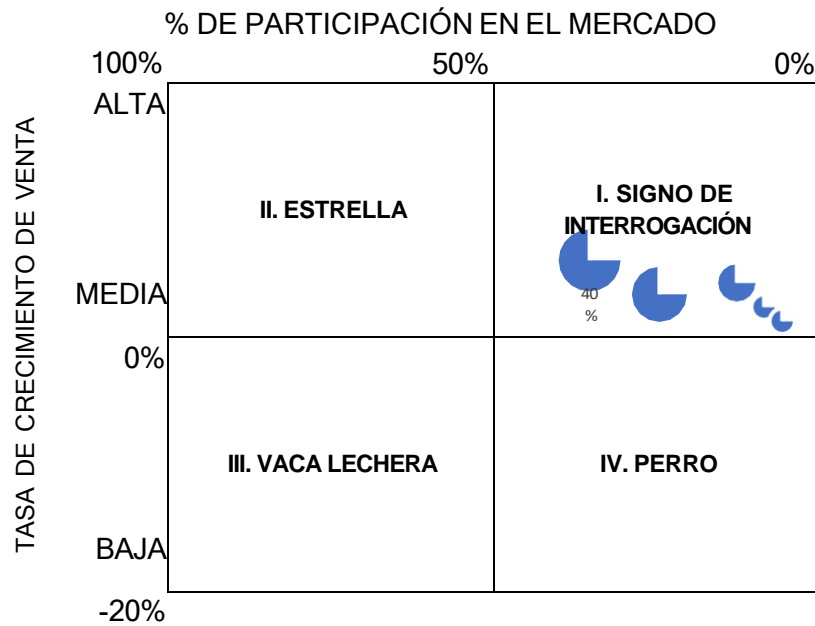 % DE PARTICIPACIÓN EN EL MERCADO
100%
50%
0%
TASA DE CRECIMIENTO DE VENTA
ALTA
II. ESTRELLA
I. SIGNO DE
INTERROGACIÓN
40
%
MEDIA
0%
III. VACA LECHERA
IV. PERRO
BAJA
-20%